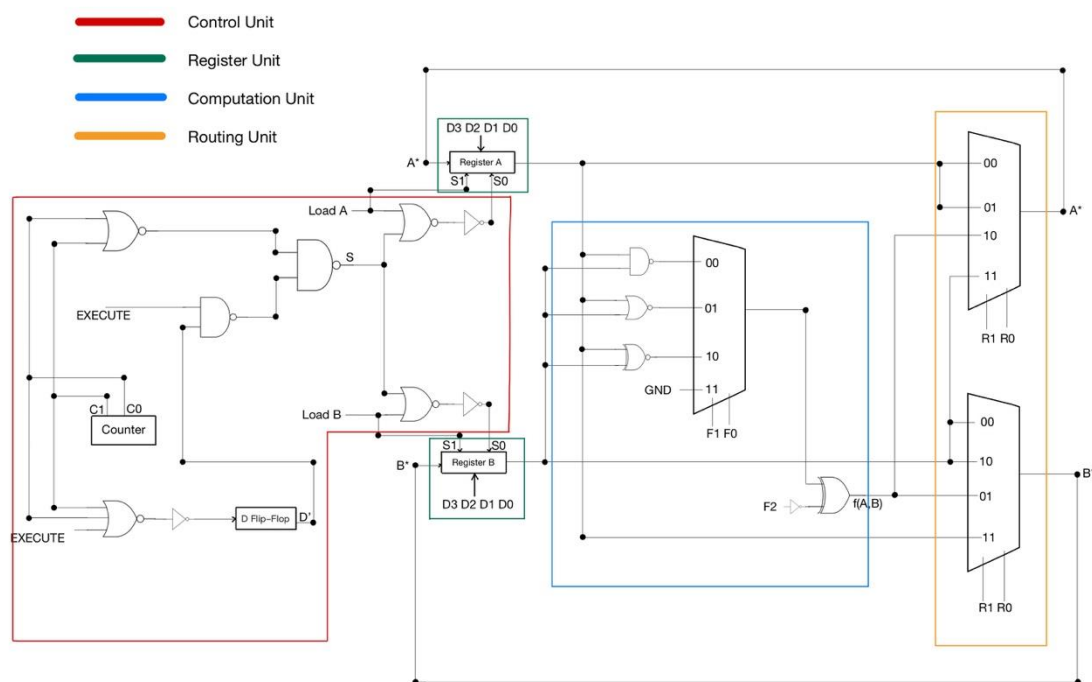 Control Unit
Register Unit
Computation Unit
Routing Unit
D3 D2 D1 D0
A*
Register A
S1
S0
Load A
00
01
10
11
A*
R1 R0
S
EXECUTE
00
01
10
GND
11
F1 F0
C1
C0
Counter
Load B
S1
S0
B*
Register B
D3 D2 D1 D0
00
10
01
11
B*
R1 R0
D'
D Flip-Flop
EXECUTE
F2
f(A,B)